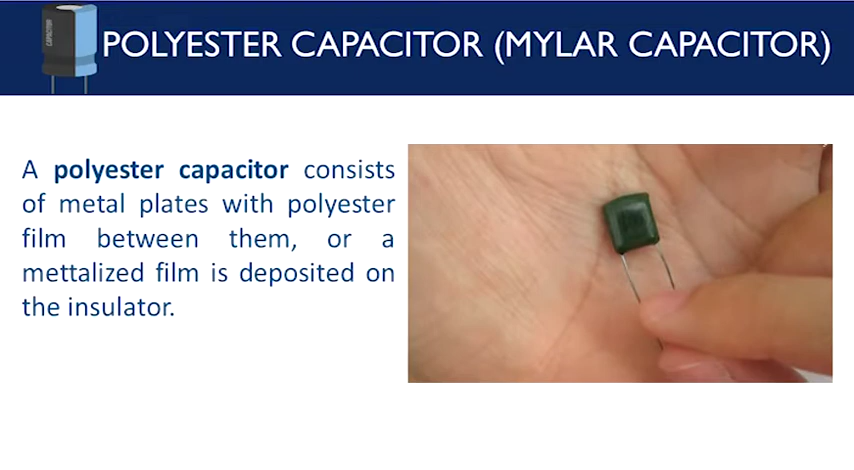 CAPACITOR
POLYESTER CAPACITOR (MYLAR CAPACITOR)
A polyester capacitor consists
of metal plates with polyester
film between them, or a
mettalized film is deposited on
the insulator.